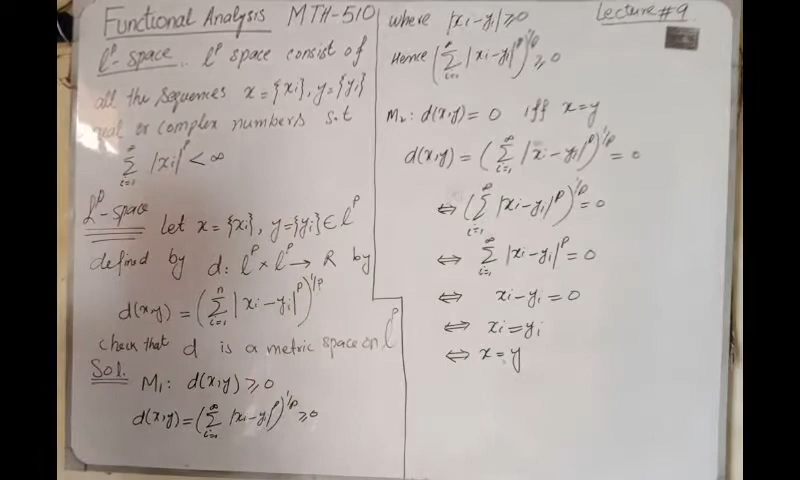 Functional Analysis MTH-510
lᵖ-space.. lᵖ space consist of
all the sequences x={xᵢ}, y={yᵢ}
real or complex numbers s.t
∑_{i=1}^{∞} |xᵢ|ᵖ < ∞
lᵖ-space Let x={xᵢ}, y={yᵢ}∈lᵖ
defined by d: lᵖ×lᵖ → R by
d(x,y) = (∑_{i=1}^{n} |xᵢ-yᵢ|ᵖ)^{1/p}
check that d is a metric space on lᵖ
Sol. M₁: d(x,y) ⩾ 0
d(x,y) = (∑_{i=1}^{∞} |xᵢ-yᵢ|ᵖ)^{1/p} ⩾ 0
Lecture#9
where |xᵢ-yᵢ| ⩾ 0
Hence (∑_{i=1}^{∞} |xᵢ-yᵢ|ᵖ)^{1/p} ⩾ 0
M₂: d(x,y) = 0 iff x=y
d(x,y) = (∑_{i=1}^{∞} |xᵢ-yᵢ|ᵖ)^{1/p} = 0
⇔ (∑_{i=1}^{∞} |xᵢ-yᵢ|ᵖ)^{1/p} = 0
⇔ ∑_{i=1}^{∞} |xᵢ-yᵢ|ᵖ = 0
⇔ xᵢ-yᵢ = 0
⇔ xᵢ = yᵢ
⇔ x = y